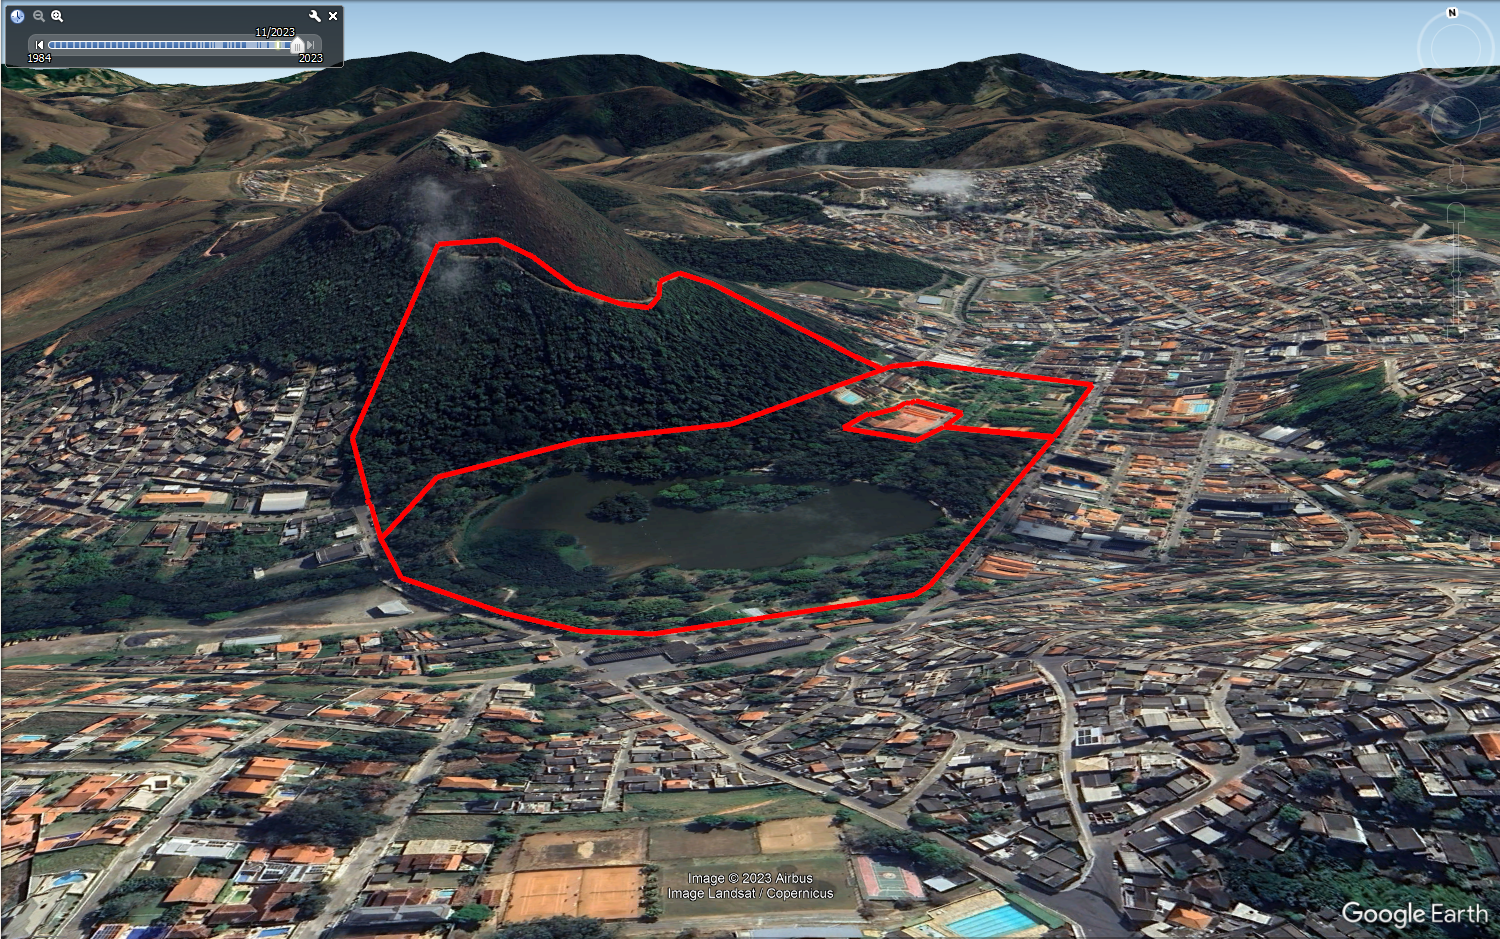 11/2023
1984
2023
N
Image © 2023 Airbus
Image Landsat / Copernicus
Google Earth